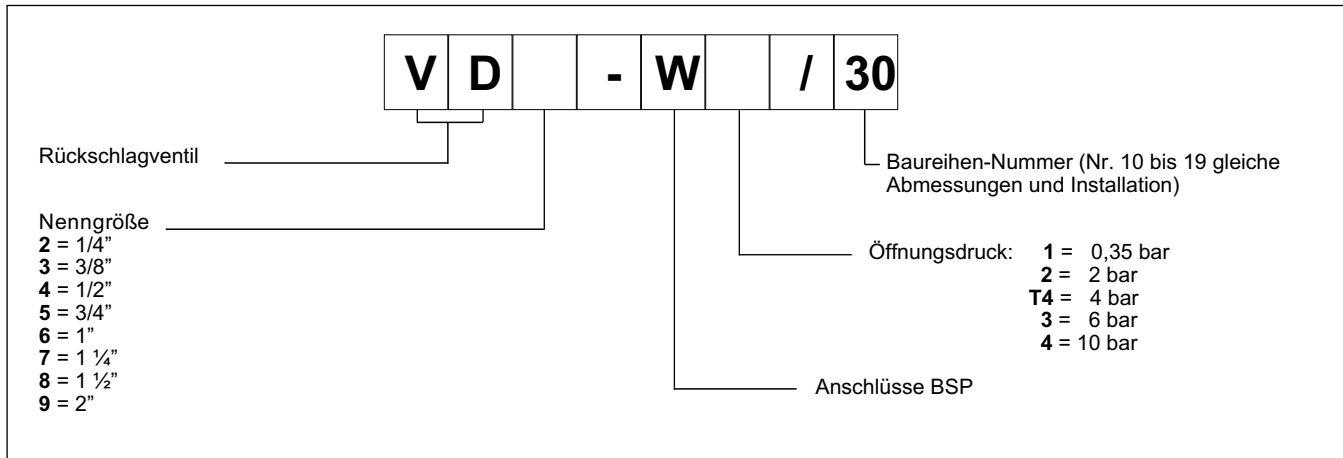 V D - W / 30
Rückschlagventil
Baureihen-Nummer (Nr. 10 bis 19 gleiche
Abmessungen und Installation)
Nenngröße
2 = 1/4”
3 = 3/8”
4 = 1/2”
5 = 3/4”
6 = 1”
7 = 1 ¼”
8 = 1 ½”
9 = 2”
Öffnungsdruck: 1 = 0,35 bar
2 = 2 bar
T4 = 4 bar
3 = 6 bar
4 = 10 bar
Anschlüsse BSP